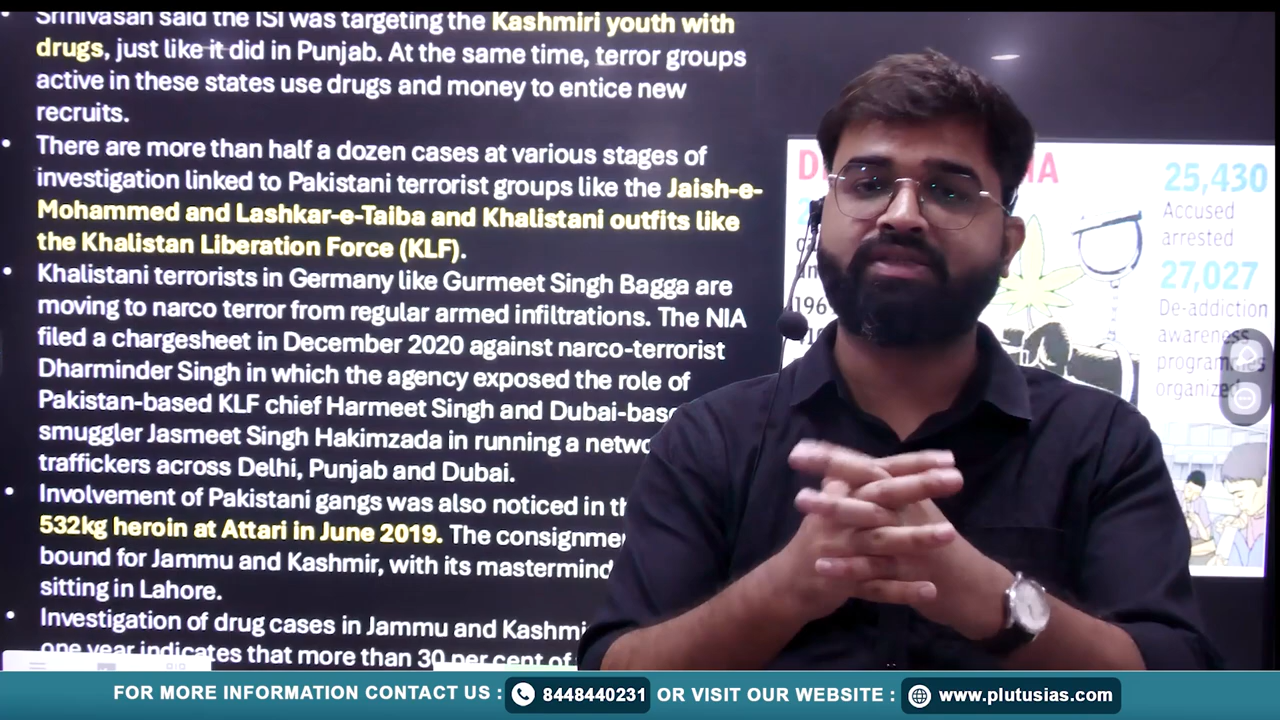 Srinivasan said the ISI was targeting the Kashmiri youth with
drugs, just like it did in Punjab. At the same time, terror groups
active in these states use drugs and money to entice new
recruits.
There are more than half a dozen cases at various stages of
investigation linked to Pakistani terrorist groups like the Jaish-e-
Mohammed and Lashkar-e-Taiba and Khalistani outfits like
the Khalistan Liberation Force (KLF).
Khalistani terrorists in Germany like Gurmeet Singh Bagga are
moving to narco terror from regular armed infiltrations. The NIA
filed a chargesheet in December 2020 against narco-terrorist
Dharminder Singh in which the agency exposed the role of
Pakistan-based KLF chief Harmeet Singh and Dubai-
smuggler Jasmeet Singh Hakimzada in running a
traffickers across Delhi, Punjab and Dubai.
Involvement of Pakistani gangs was also noticed in
532kg heroin at Attari in June 2019. The
bound for Jammu and Kashmir, with its mastermind
sitting in Lahore.
Investigation of drug cases in Jammu and
one year indicates that more than 30 per cent of
25,430
Accused
arrested
27,027
De-addiction
awareness
programmes
organized
FOR MORE INFORMATION CONTACT US : 8448440231 OR VISIT OUR WEBSITE : www.plutusias.com